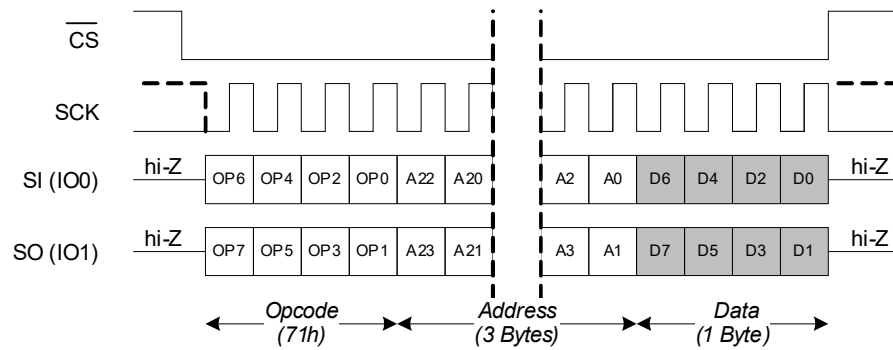 CS
SCK
SI (IO0) hi-Z OP6 OP4 OP2 OP0 A22 A20 A2 A0 D6 D4 D2 D0 hi-Z
SO (IO1) hi-Z OP7 OP5 OP3 OP1 A23 A21 A3 A1 D7 D5 D3 D1 hi-Z
Opcode Address Data
(71h) (3 Bytes) (1 Byte)